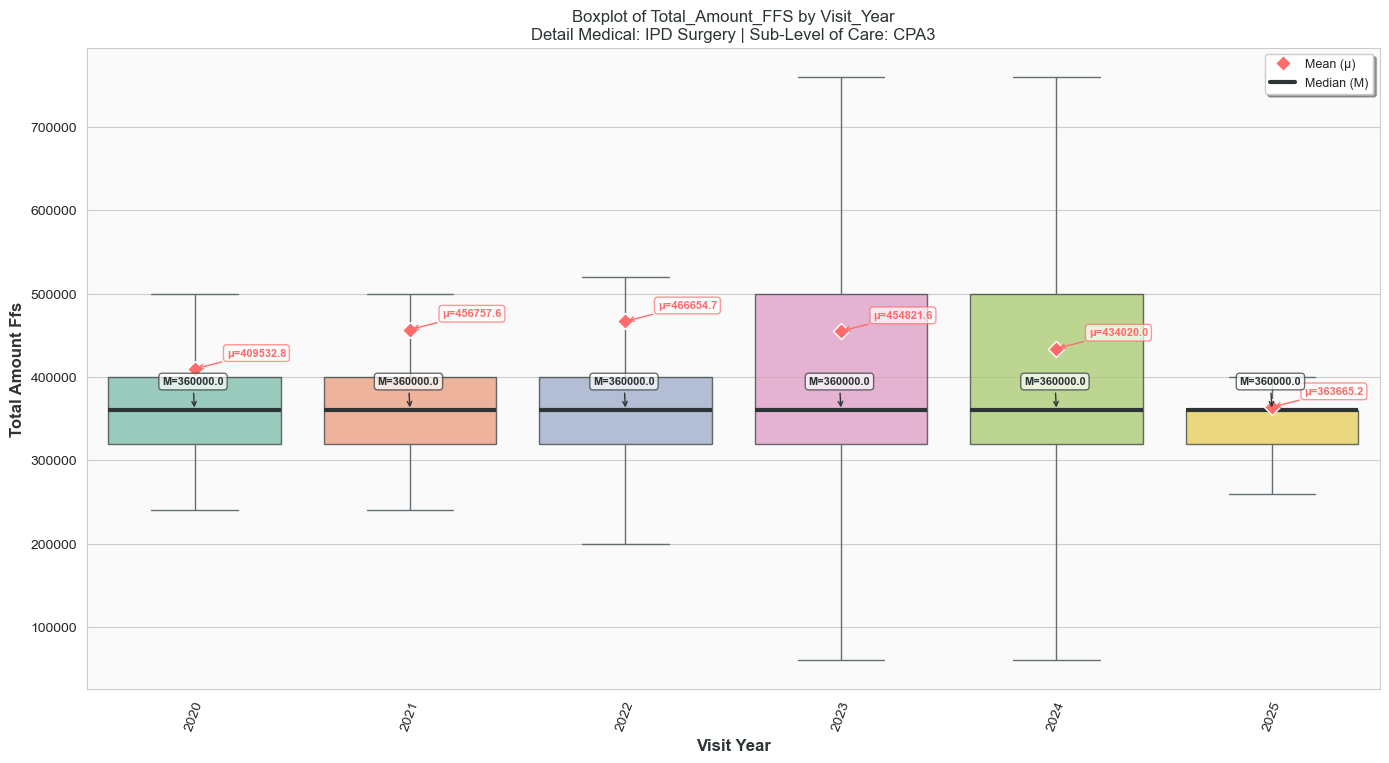 Boxplot of Total_Amount_FFS by Visit_Year
Detail Medical: IPD Surgery | Sub-Level of Care: CPA3
Mean (μ)
Median (M)
Total Amount Ffs
700000
600000
500000
400000
300000
200000
100000
μ=409532.8
M=360000.0
μ=456757.6
M=360000.0
μ=466654.7
M=360000.0
μ=454821.6
M=360000.0
μ=434020.0
M=360000.0
μ=363665.2
M=360000.0
2020
2021
2022
2023
2024
2025
Visit Year